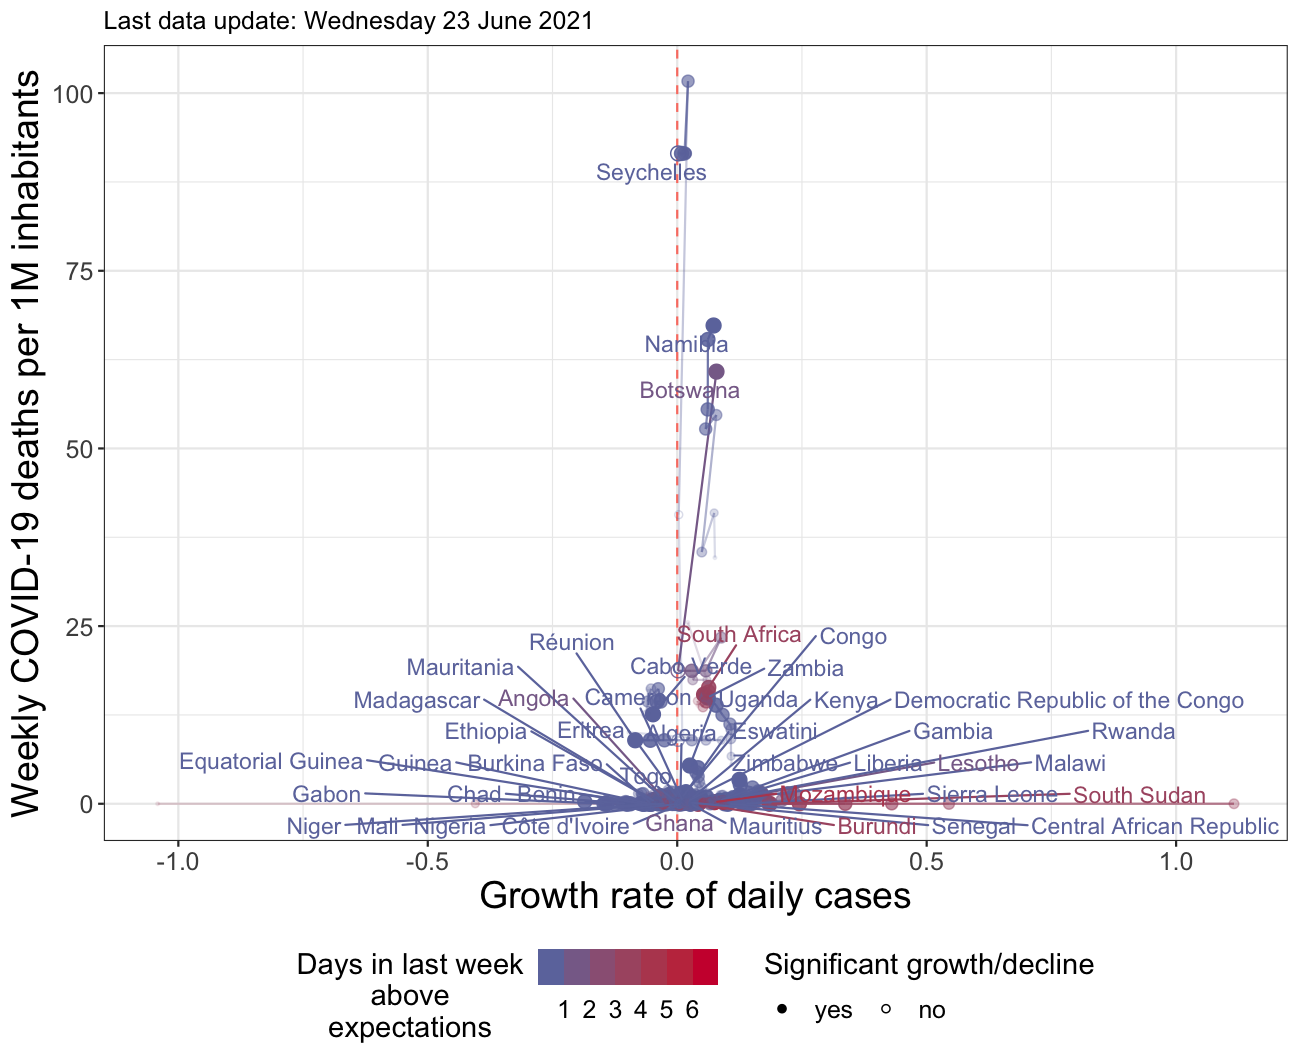 Last data update: Wednesday 23 June 2021
Weekly COVID-19 deaths per 1M inhabitants
100
75
50
25
0
Seychelles
Namibia
Botswana
South Africa
Congo
Réunion
Mauritania
Cabo Verde
Zambia
Madagascar
Angola
Cameroon
Uganda
Kenya
Democratic Republic of the Congo
Ethiopia
Eritrea
Algeria
Eswatini
Gambia
Rwanda
Equatorial Guinea
Guinea
Burkina Faso
Togo
Zimbabwe
Liberia
Lesotho
Malawi
Gabon
Chad
Benin
Mozambique
Sierra Leone
South Sudan
Niger
Mali
Nigeria
Côte d'Ivoire
Ghana
Mauritius
Burundi
Senegal
Central African Republic
-1.0
-0.5
0.0
0.5
1.0
Growth rate of daily cases
Days in last week
above
expectations
1 2 3 4 5 6
Significant growth/decline
yes
no